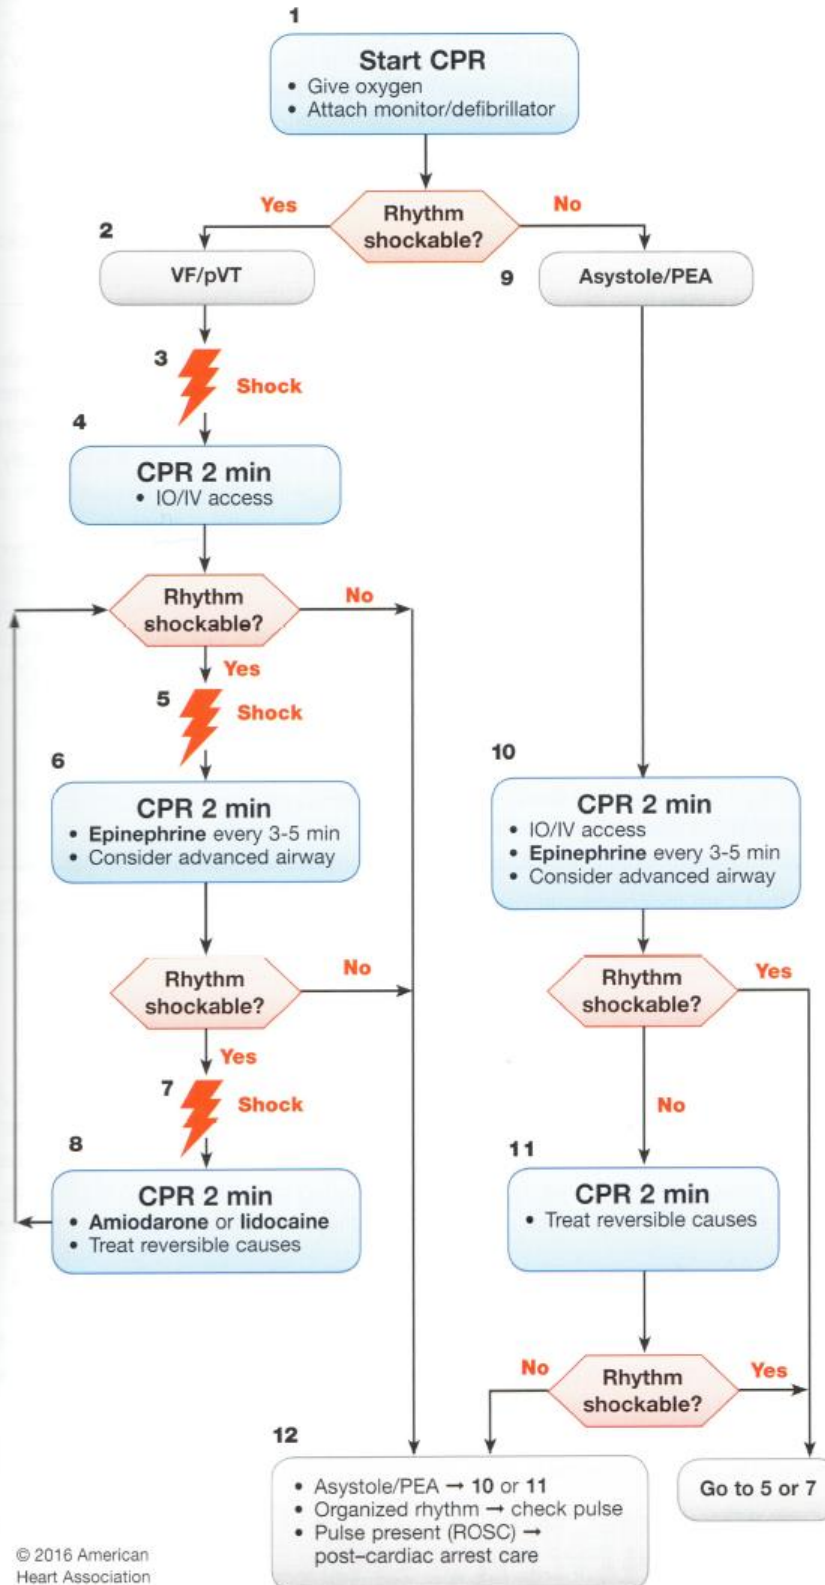 1
Start CPR
• Give oxygen
• Attach monitor/defibrillator
Rhythm
shockable?
Yes
No
2
VF/pVT
9
Asystole/PEA
3
Shock
4
CPR 2 min
• IO/IV access
Rhythm
shockable?
No
Yes
5
Shock
6
CPR 2 min
• Epinephrine every 3-5 min
• Consider advanced airway
10
CPR 2 min
• IO/IV access
• Epinephrine every 3-5 min
• Consider advanced airway
Rhythm
shockable?
No
Yes
Rhythm
shockable?
Yes
No
7
Shock
8
CPR 2 min
• Amiodarone or lidocaine
• Treat reversible causes
11
CPR 2 min
• Treat reversible causes
Rhythm
shockable?
No
Yes
12
• Asystole/PEA → 10 or 11
• Organized rhythm → check pulse
• Pulse present (ROSC) →
post–cardiac arrest care
Go to 5 or 7
© 2016 American
Heart Association